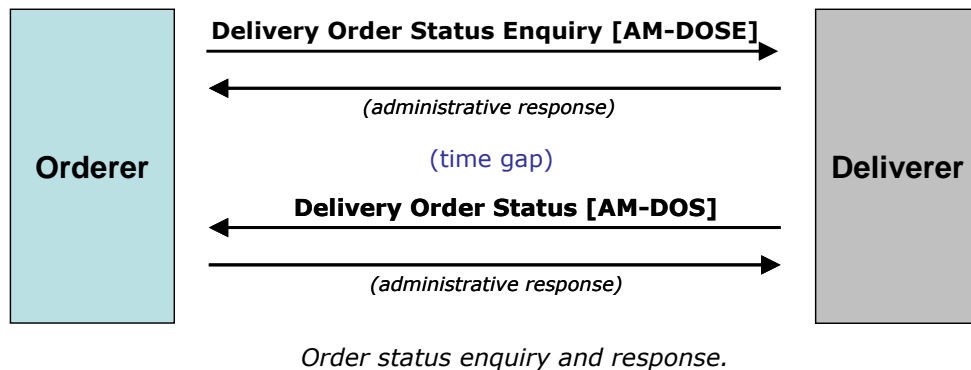 Delivery Order Status Enquiry [AM-DOSE]
(administrative response)
Orderer
(time gap)
Deliverer
Delivery Order Status [AM-DOS]
(administrative response)
Order status enquiry and response.